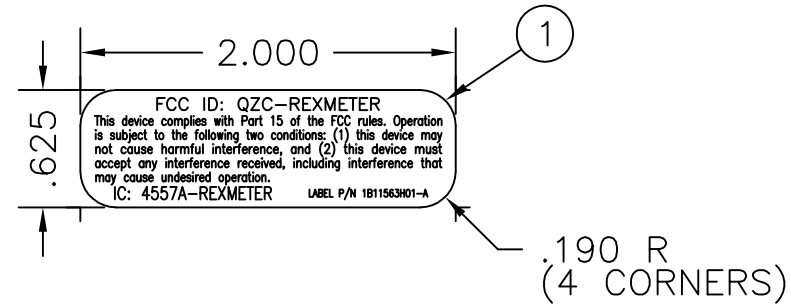 2.000
1
.625
FCC ID: QZC-REXMETER
This device complies with Part 15 of the FCC rules. Operation
is subject to the following two conditions: (1) this device may
not cause harmful interference, and (2) this device must
accept any interference received, including interference that
may cause undesired operation.
IC: 4557A-REXMETER LABEL P/N 1B11563H01-A
.190 R
(4 CORNERS)